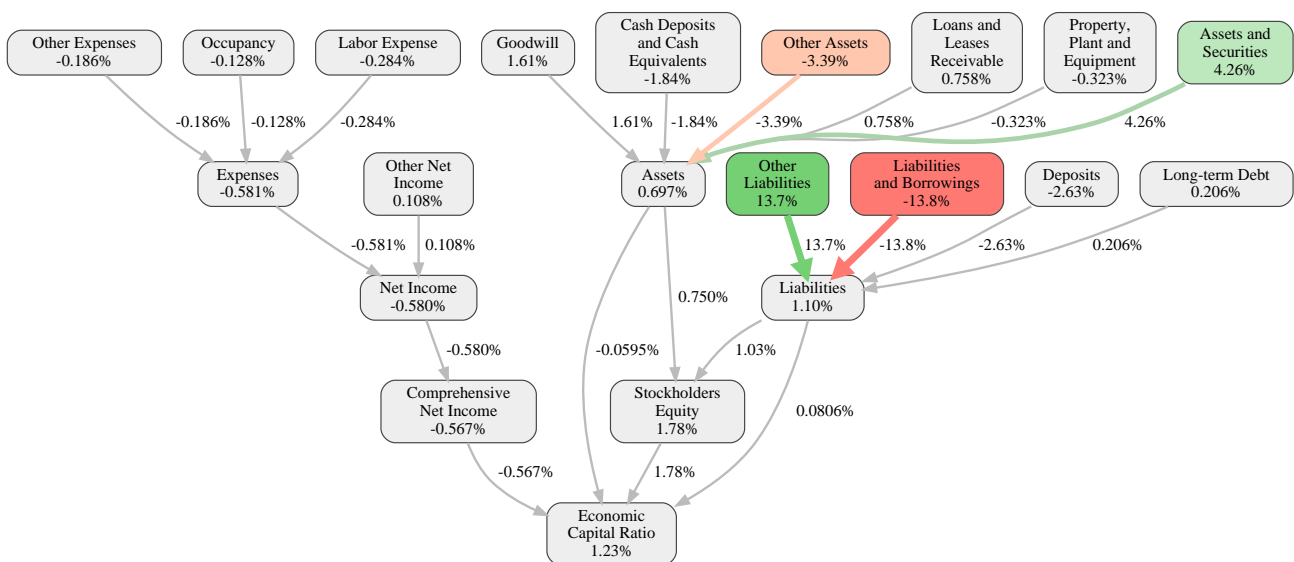 Other Expenses
-0.186%
Occupancy
-0.128%
Labor Expense
-0.284%
Goodwill
1.61%
Cash Deposits
and Cash
Equivalents
-1.84%
Other Assets
-3.39%
Loans and
Leases
Receivable
0.758%
Property,
Plant and
Equipment
-0.323%
Assets and
Securities
4.26%
-0.186%
-0.128%
-0.284%
1.61%
-1.84%
-3.39%
0.758%
-0.323%
4.26%
Expenses
-0.581%
Other Net
Income
0.108%
Assets
0.697%
Other
Liabilities
13.7%
Liabilities
and Borrowings
-13.8%
Deposits
-2.63%
Long-term Debt
0.206%
-0.581%
0.108%
13.7%
-13.8%
-2.63%
0.206%
Net Income
-0.580%
0.750%
Liabilities
1.10%
-0.580%
-0.0595%
1.03%
Comprehensive
Net Income
-0.567%
Stockholders
Equity
1.78%
0.0806%
-0.567%
1.78%
Economic
Capital Ratio
1.23%